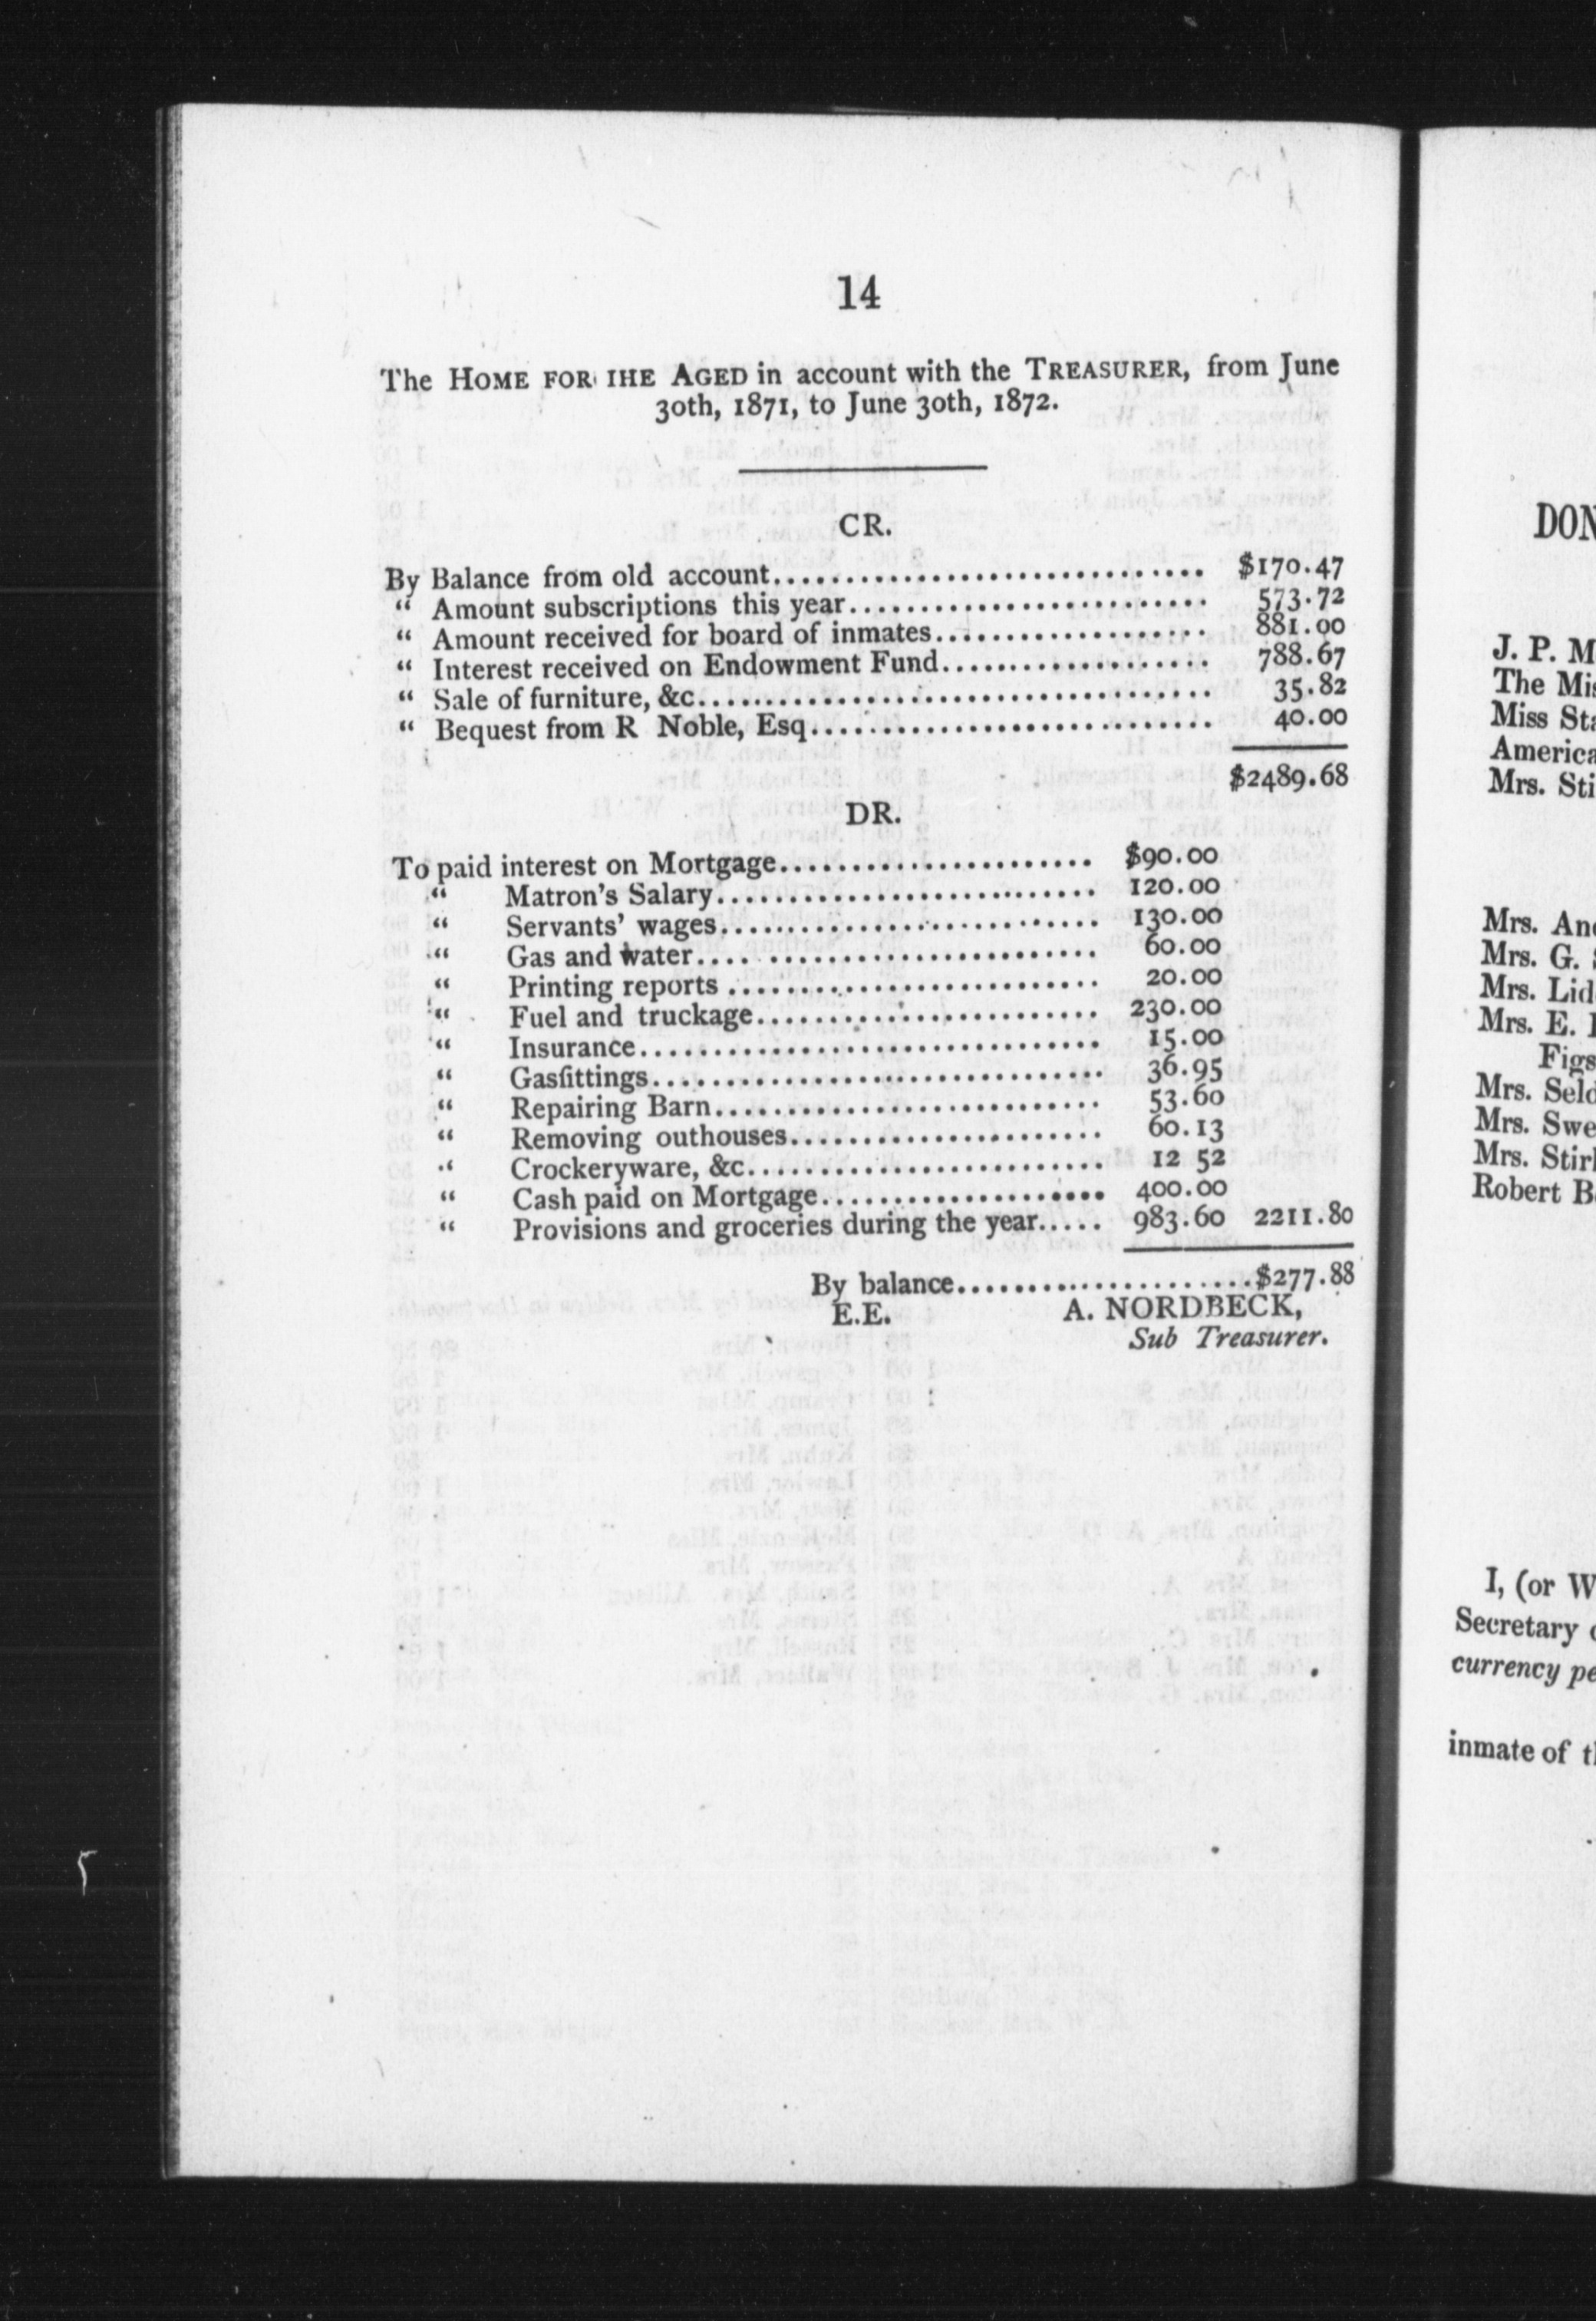 14
The HOME FOR IHE AGED in account with the TREASURER, from June
30th, 1871, to June 30th, 1872.
CR.
By Balance from old account.............................. $170.47
“ Amount subscriptions this year......................... 573.72
“ Amount received for board of inmates................... 881.00
“ Interest received on Endowment Fund................... 788.67
“ Sale of furniture, &c.................................... 35.82
“ Bequest from R Noble, Esq............................ 40.00
$2489.68
DR.
To paid interest on Mortgage...................... $90.00
“ Matron's Salary........................... 120.00
“ Servants' wages........................... 130.00
“ Gas and water.... ....................... 60.00
“ Printing reports .......................... 20.00
“ Fuel and truckage........................ 230.00
“ Insurance................................ 15.00
“ Gasfittings............................... 36.95
“ Repairing Barn........................... 53.60
“ Removing outhouses...................... 60.13
“ Crockeryware, &c......................... 12 52
“ Cash paid on Mortgage.................... 400.00
“ Provisions and groceries during the year..... 983.60 2211.80
By balance.....................$277.88
E.E. A. NORDBECK,
Sub Treasurer.
DON
J. P. M
The Mis
Miss Sta
America
Mrs. Sti
Mrs. And
Mrs. G. S
Mrs. Lid
Mrs. E.
Figs
Mrs. Seld
Mrs. Swe
Mrs. Stirl
Robert B
I, (or W
Secretary
currency pe
inmate of t